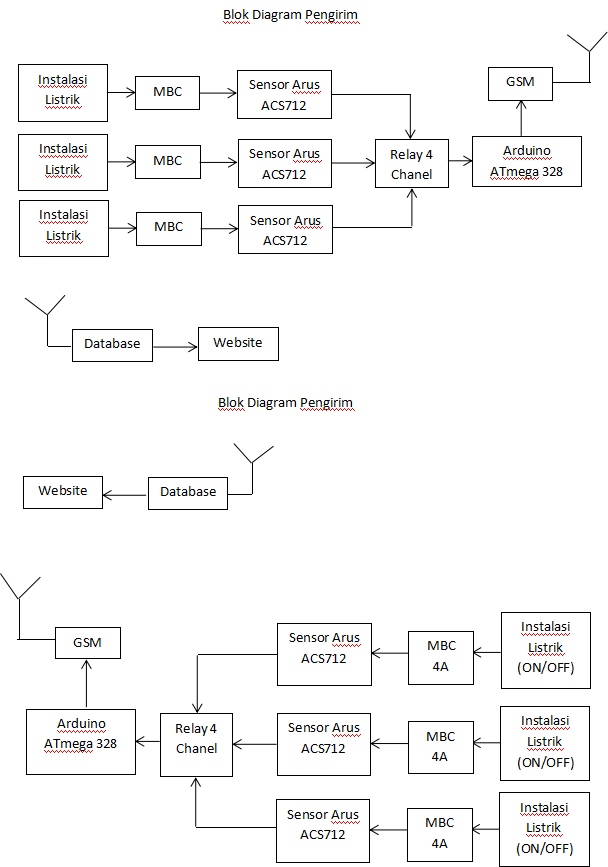 Blok Diagram Pengirim
Instalasi
Listrik
MBC
Sensor Arus
ACS712
GSM
Instalasi
Listrik
MBC
Sensor Arus
ACS712
Relay 4
Chanel
Arduino
ATmega 328
Instalasi
Listrik
MBC
Sensor Arus
ACS712
Database
Website
Blok Diagram Pengirim
Website
Database
GSM
Sensor Arus
ACS712
MBC
4A
Instalasi
Listrik
(ON/OFF)
Arduino
ATmega 328
Relay 4
Chanel
Sensor Arus
ACS712
MBC
4A
Instalasi
Listrik
(ON/OFF)
Sensor Arus
ACS712
MBC
4A
Instalasi
Listrik
(ON/OFF)